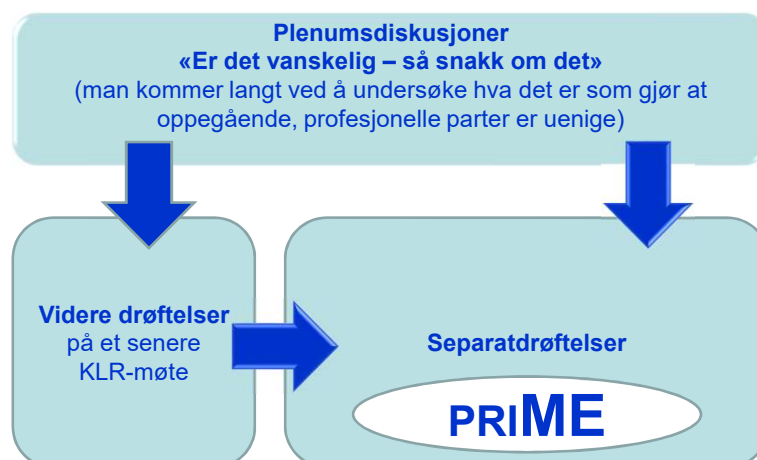 Plenumsdiskusjoner
«Er det vanskelig – så snakk om det»
(man kommer langt ved å undersøke hva det er som gjør at
oppegående, profesjonelle parter er uenige)
Videre drøftelser
på et senere
KLR-møte
Separatdrøftelser
PRIME